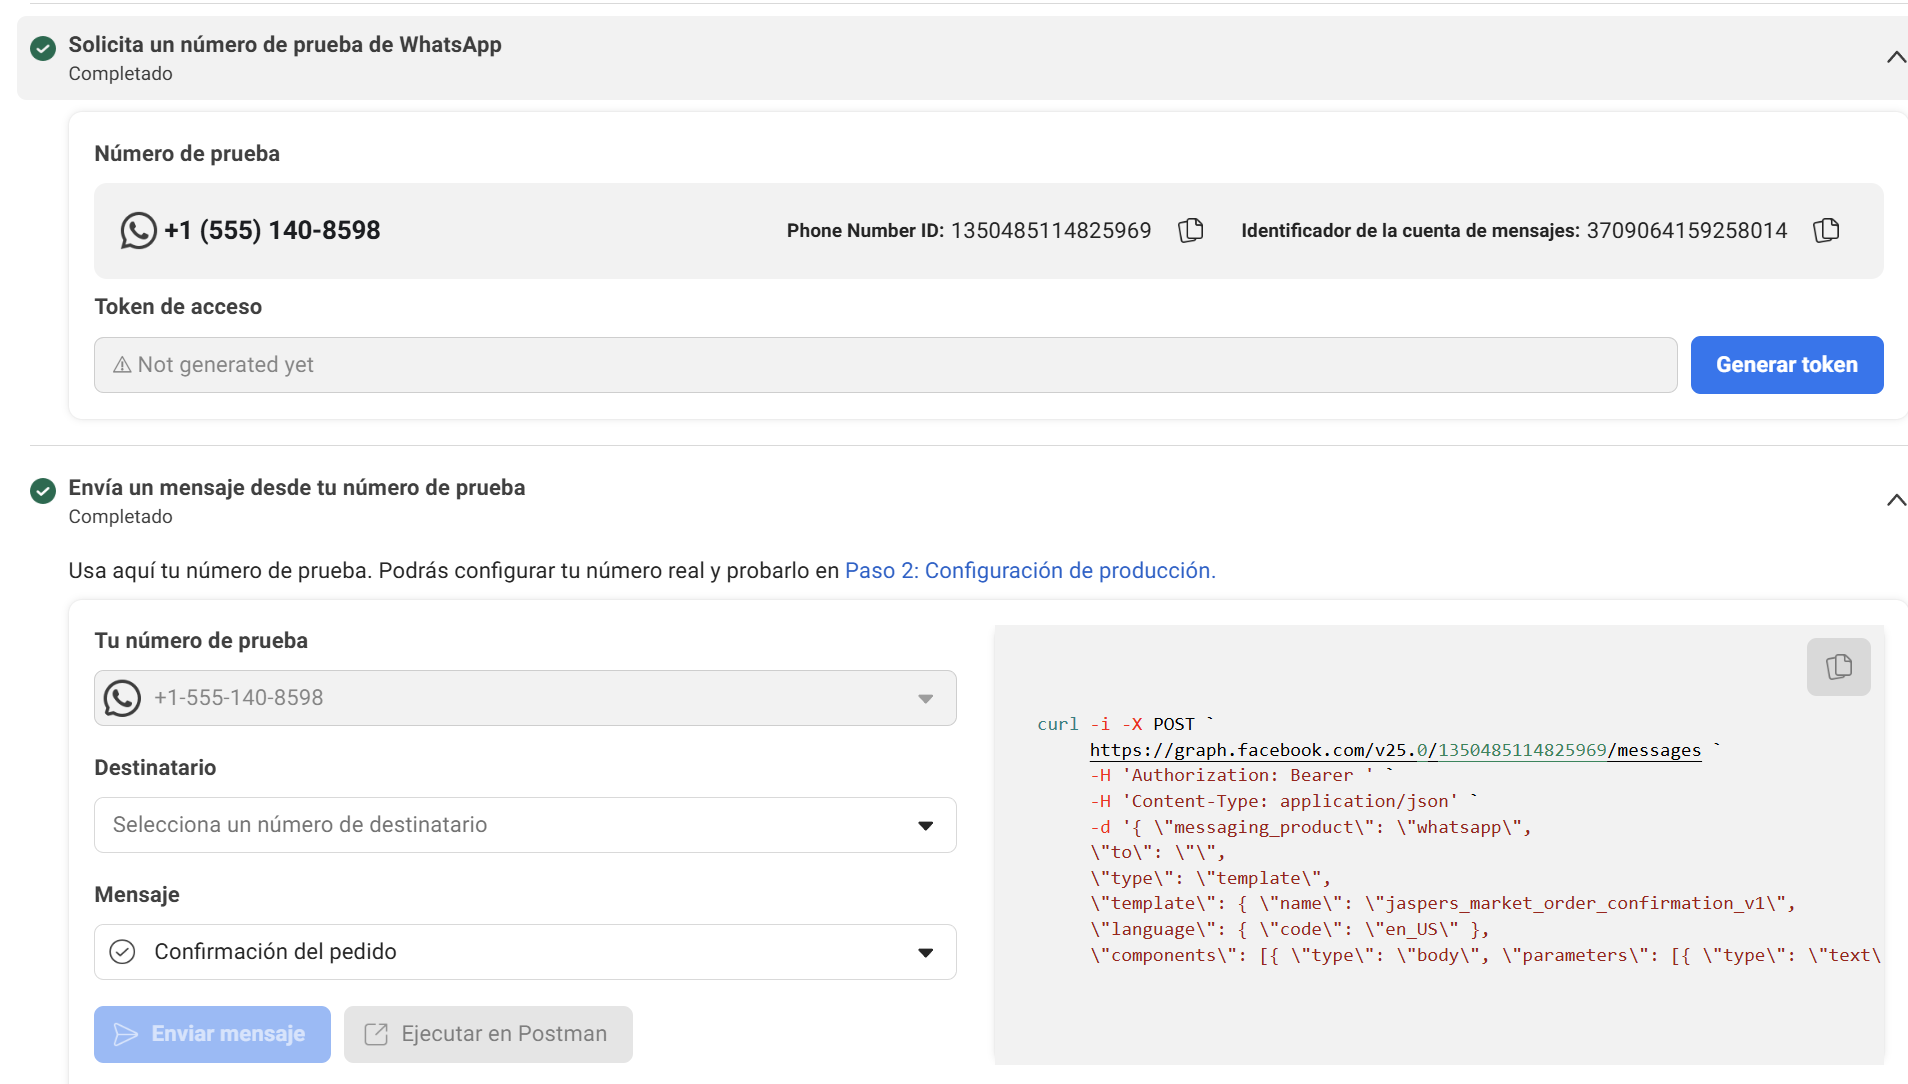 Solicita un número de prueba de WhatsApp
Completado
Número de prueba
+1 (555) 140-8598
Phone Number ID: 1350485114825969
Identificador de la cuenta de mensajes: 3709064159258014
Token de acceso
Not generated yet
Generar token
Envía un mensaje desde tu número de prueba
Completado
Usa aquí tu número de prueba. Podrás configurar tu número real y probarlo en Paso 2: Configuración de producción.
Tu número de prueba
+1-555-140-8598
Destinatario
Selecciona un número de destinatario
Mensaje
Confirmación del pedido
Enviar mensaje
Ejecutar en Postman
curl -i -X POST `
https://graph.facebook.com/v25.0/1350485114825969/messages `
-H 'Authorization: Bearer ' `
-H 'Content-Type: application/json' `
-d '{ \"messaging_product\": \"whatsapp\",
\"to\": \"\",
\"type\": \"template\",
\"template\": { \"name\": \"jaspers_market_order_confirmation_v1\",
\"language\": { \"code\": \"en_US\" },
\"components\": [{ \"type\": \"body\", \"parameters\": [{ \"type\": \"text\